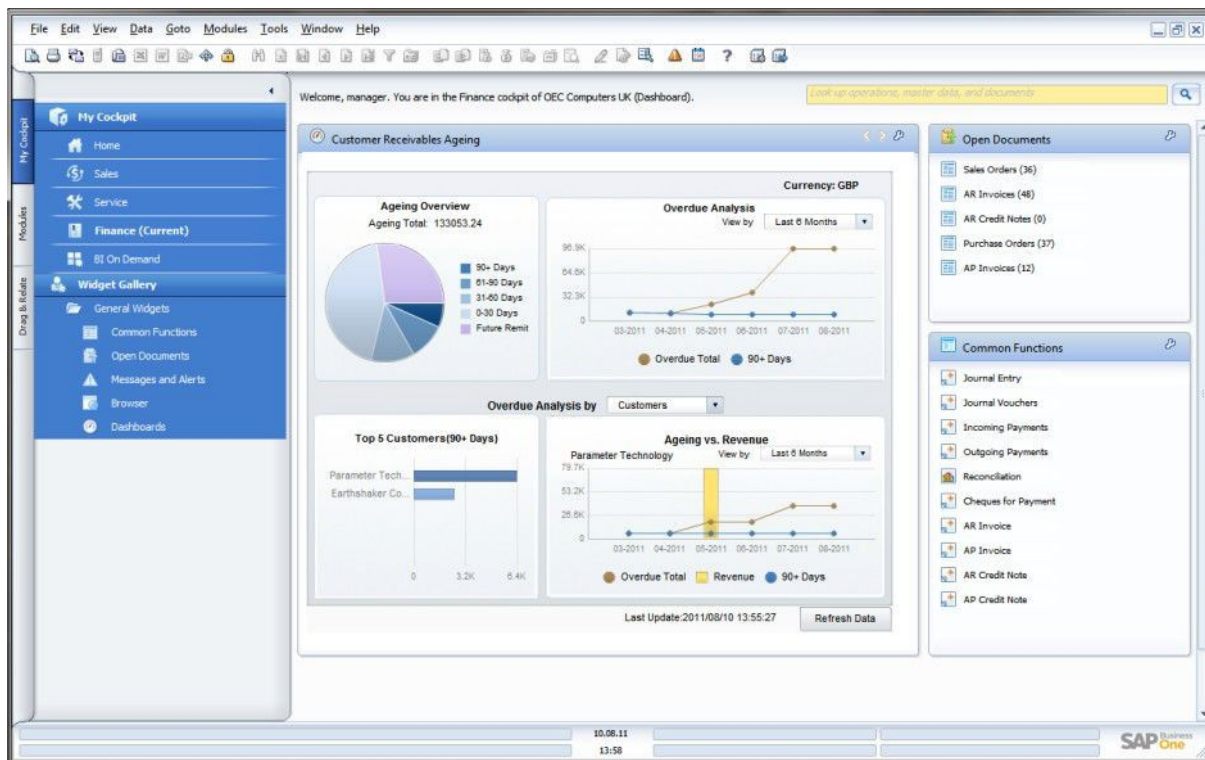 File Edit View Data Goto Modules Tools Window Help
Welcome, manager. You are in the Finance cockpit of OEC Computers UK (Dashboard).
Look up operations, master data, and documents
My Cockpit
Modules
Drag & Relate
My Cockpit
Home
Sales
Service
Finance (Current)
BI On Demand
Widget Gallery
General Widgets
Common Functions
Open Documents
Messages and Alerts
Browser
Dashboards
Customer Receivables Ageing
Currency: GBP
Ageing Overview
Ageing Total: 133053.24
90+ Days
61-90 Days
31-60 Days
0-30 Days
Future Remit
Overdue Analysis
View by Last 6 Months
96.9K
64.6K
32.3K
0
03-2011 04-2011 05-2011 06-2011 07-2011 08-2011
Overdue Total 90+ Days
Overdue Analysis by Customers
Top 5 Customers(90+ Days)
Parameter Tech...
Earthshaker Co...
0 3.2K 6.4K
Ageing vs. Revenue
Parameter Technology View by Last 6 Months
79.7K
53.2K
26.6K
0
03-2011 04-2011 05-2011 06-2011 07-2011 08-2011
Overdue Total Revenue 90+ Days
Last Update:2011/08/10 13:55:27 Refresh Data
Open Documents
Sales Orders (36)
AR Invoices (48)
AR Credit Notes (0)
Purchase Orders (37)
AP Invoices (12)
Common Functions
Journal Entry
Journal Vouchers
Incoming Payments
Outgoing Payments
Reconciliation
Cheques for Payment
AR Invoice
AP Invoice
AR Credit Note
AP Credit Note
10.08.11
13:58
SAP Business One